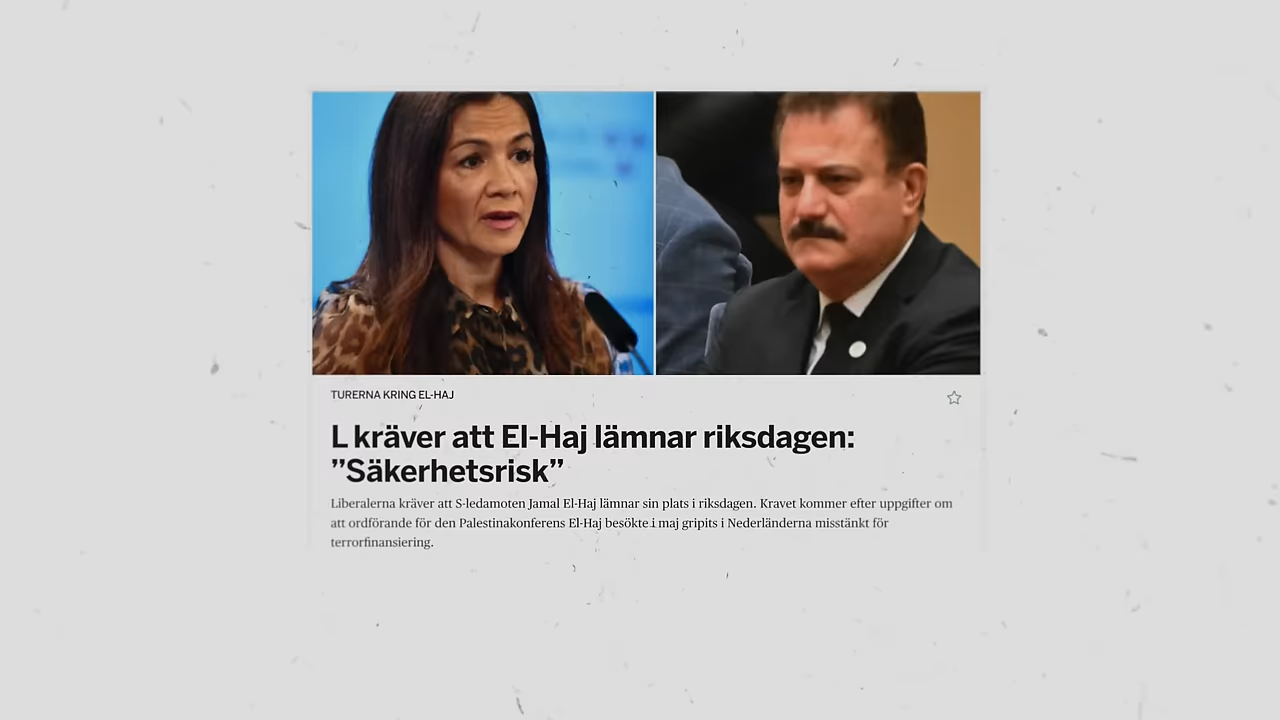 TURERNA KRING EL-HAJ
L kräver att El-Haj lämnar riksdagen:
”Säkerhetsrisk”
Liberalerna kräver att S-ledamoten Jamal El-Haj lämnar sin plats i riksdagen. Kravet kommer efter uppgifter om
att ordförande för den Palestinakonferens El-Haj besökte i maj gripits i Nederländerna misstänkt för
terrorfinansiering.